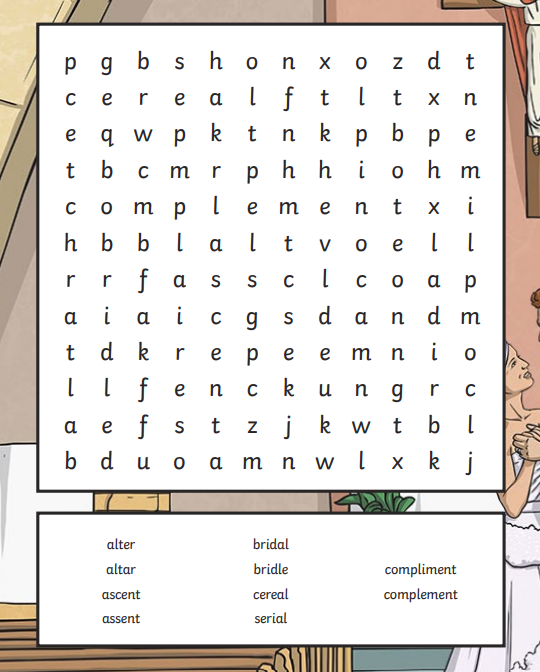 p g b s h o n x o z d t
c e r e a l f t l t x n
e q w p k t n k p b p e
t b c m r p h h i o h m
c o m p l e m e n t x i
h b b l a l t v o e l l
r r f a s s c l c o a p
a i a i c g s d a n d m
t d k r e p e e m n i o
l l f e n c k u n g r c
a e f s t z j k w t b l
b d u o a m n w l x k j
alter bridal
altar bridle compliment
ascent cereal complement
assent serial